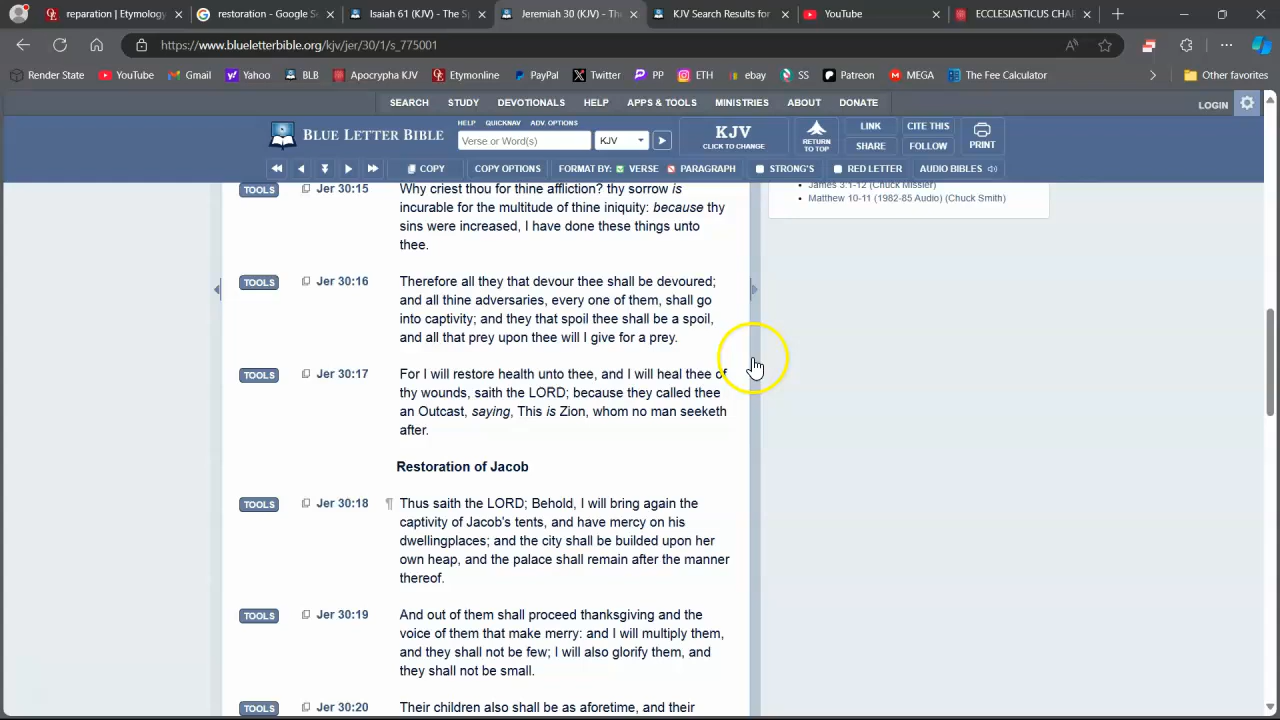 reparation | Etymology
restoration - Google Se
Isaiah 61 (KJV) - The S
Jeremiah 30 (KJV) - The
KJV Search Results for
YouTube
ECCLESIASTICUS CHA
https://www.blueletterbible.org/kjv/jer/30/1/s_775001
Render State
YouTube
Gmail
Yahoo
BLB
Apocrypha KJV
Etymonline
PayPal
Twitter
PP
ETH
ebay
SS
Patreon
MEGA
The Fee Calculator
Other favorites
SEARCH STUDY DEVOTIONALS HELP APPS & TOOLS MINISTRIES ABOUT DONATE
LOGIN
BLUE LETTER BIBLE
HELP QUICKNAV ADV. OPTIONS
Verse or Word(s)
KJV
KJV
CLICK TO CHANGE
RETURN
TO TOP
LINK
CITE THIS
SHARE
FOLLOW
PRINT
COPY
COPY OPTIONS
FORMAT BY: VERSE PARAGRAPH
STRONG'S
RED LETTER
AUDIO BIBLES
James 3:1-12 (Chuck Missler)
• Matthew 10-11 (1982-85 Audio) (Chuck Smith)
TOOLS Jer 30:15 Why criest thou for thine affliction? thy sorrow is
incurable for the multitude of thine iniquity: because thy
sins were increased, I have done these things unto
thee.
TOOLS Jer 30:16 Therefore all they that devour thee shall be devoured;
and all thine adversaries, every one of them, shall go
into captivity; and they that spoil thee shall be a spoil,
and all that prey upon thee will I give for a prey.
TOOLS Jer 30:17 For I will restore health unto thee, and I will heal thee of
thy wounds, saith the LORD; because they called thee
an Outcast, saying, This is Zion, whom no man seeketh
after.
Restoration of Jacob
TOOLS Jer 30:18 ¶ Thus saith the LORD; Behold, I will bring again the
captivity of Jacob's tents, and have mercy on his
dwellingplaces; and the city shall be builded upon her
own heap, and the palace shall remain after the manner
thereof.
TOOLS Jer 30:19 And out of them shall proceed thanksgiving and the
voice of them that make merry: and I will multiply them,
and they shall not be few; I will also glorify them, and
they shall not be small.
TOOLS Jer 30:20 Their children also shall be as aforetime, and their